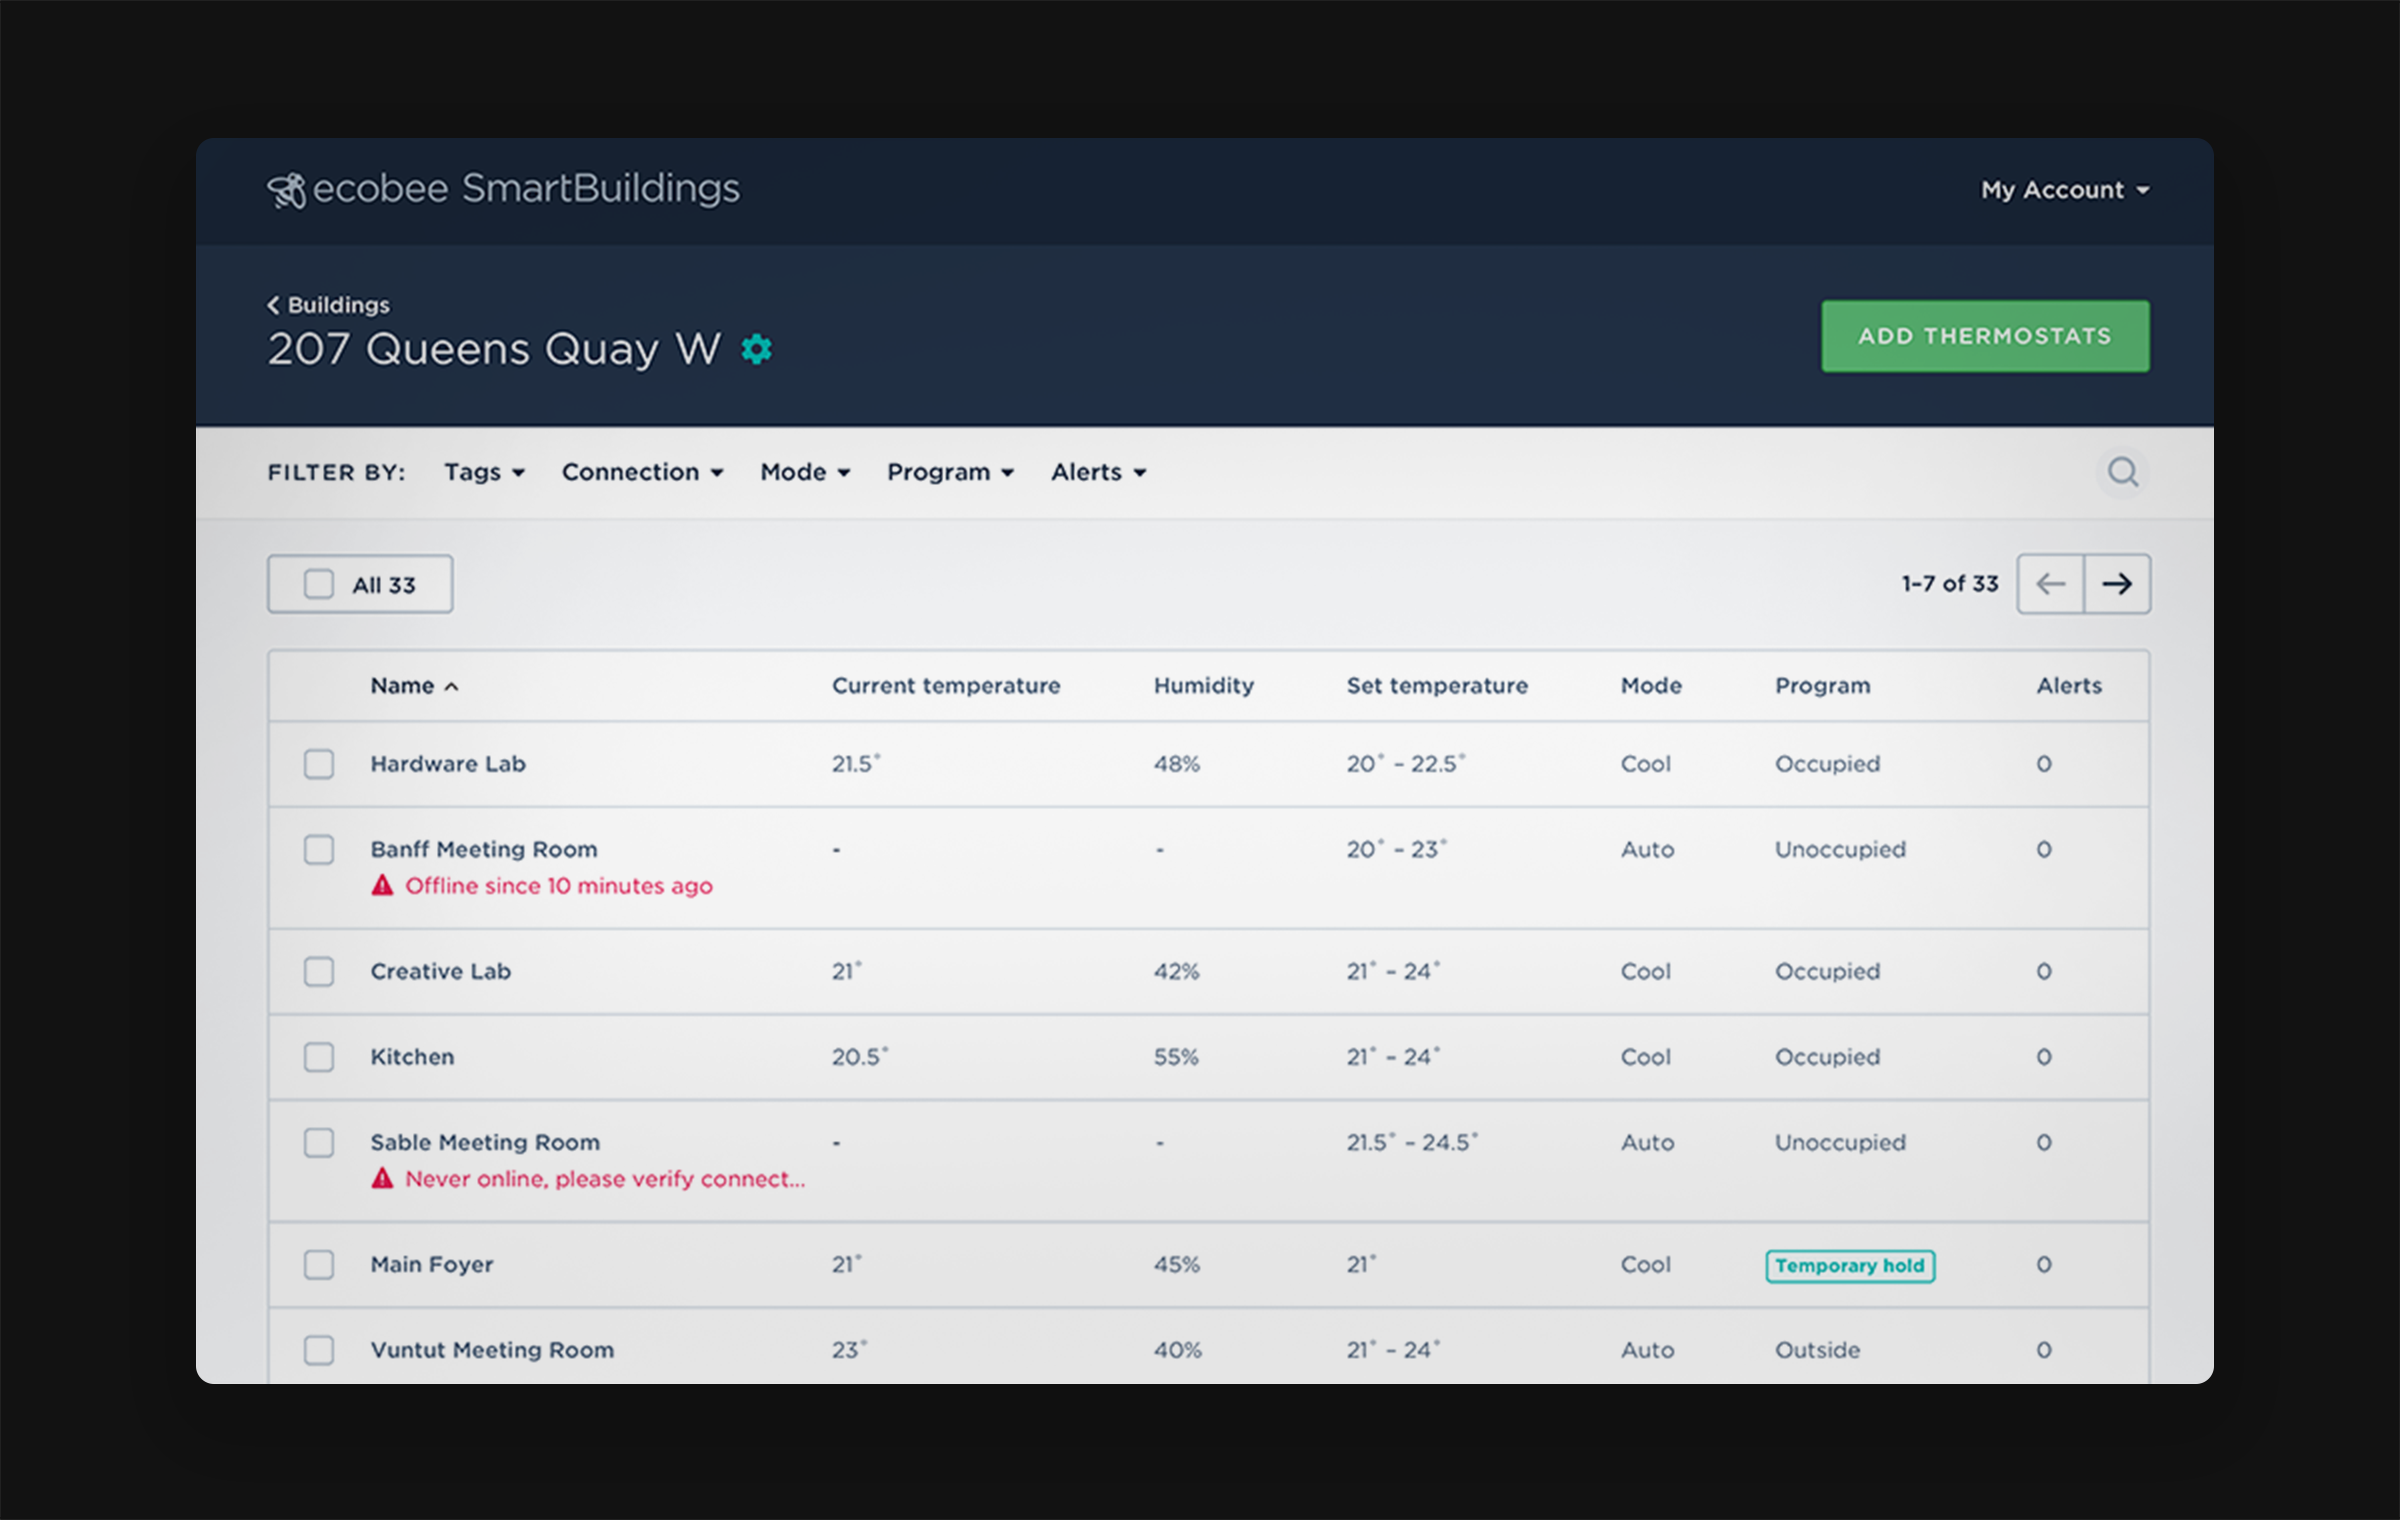 ecobee SmartBuildings
My Account
Buildings
207 Queens Quay W
ADD THERMOSTATS
FILTER BY: Tags Connection Mode Program Alerts
All 33
1-7 of 33
Name Current temperature Humidity Set temperature Mode Program Alerts
Hardware Lab 21.5° 48% 20° - 22.5° Cool Occupied 0
Banff Meeting Room - - 20° - 23° Auto Unoccupied 0
Offline since 10 minutes ago
Creative Lab 21° 42% 21° - 24° Cool Occupied 0
Kitchen 20.5° 55% 21° - 24° Cool Occupied 0
Sable Meeting Room - - 21.5° - 24.5° Auto Unoccupied 0
Never online, please verify connect...
Main Foyer 21° 45% 21° Cool Temporary hold 0
Vuntut Meeting Room 23° 40% 21° - 24° Auto Outside 0